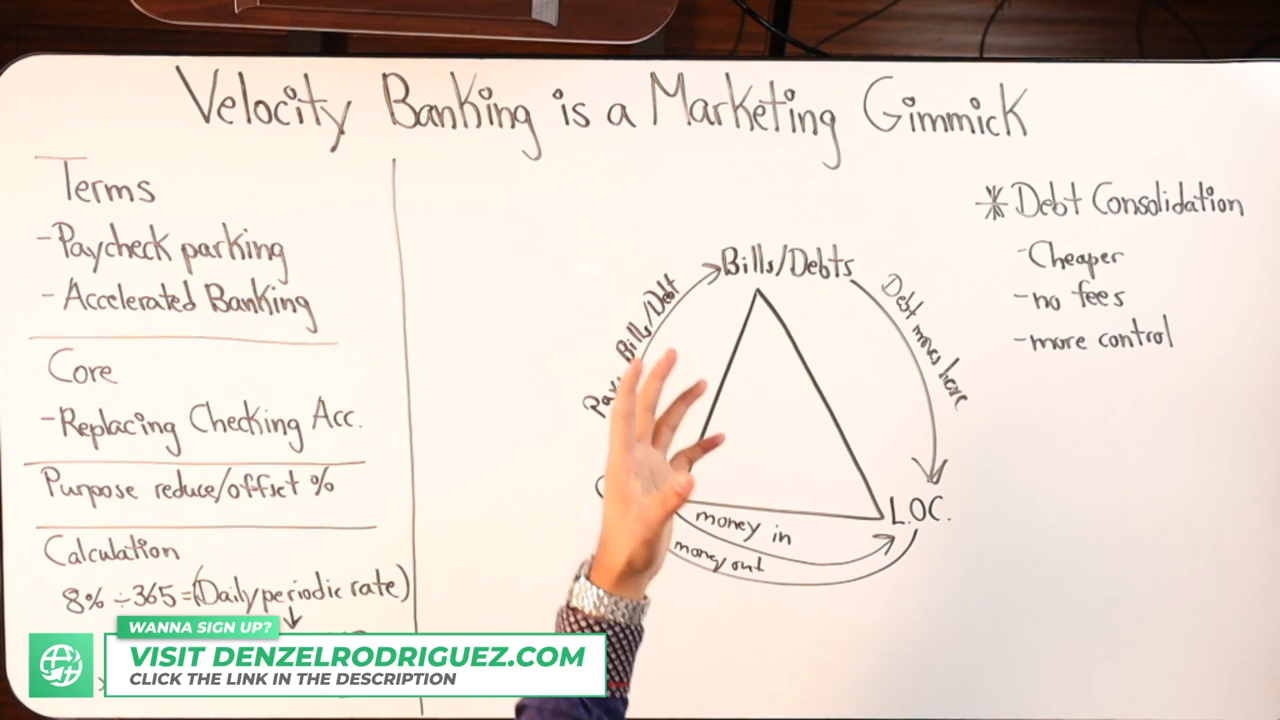 Velocity Banking is a Marketing Gimmick
Terms
-Paycheck parking
-Accelerated Banking
Core
-Replacing Checking Acc.
Purpose reduce/offset %
Calculation
8% ÷ 365 = (Daily periodic rate)
Bills/Debts
Bills/Debt
Debt moves here
L.O.C.
money in
money out
* Debt Consolidation
-Cheaper
-no fees
-more control
WANNA SIGN UP?
VISIT DENZELRODRIGUEZ.COM
CLICK THE LINK IN THE DESCRIPTION